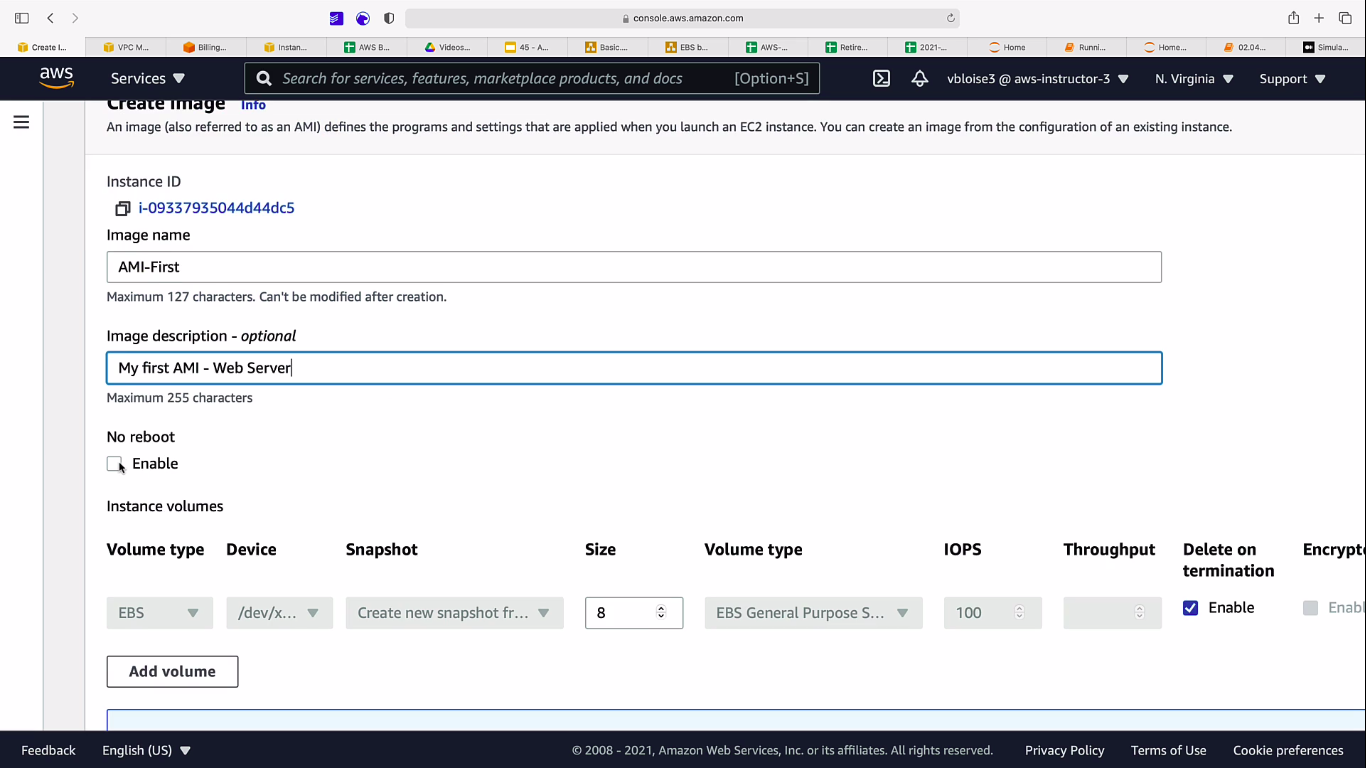 console.aws.amazon.com
Create I... VPC M... Billing... Instan... AWS B... Videos... 45 - A... Basic... EBS b... AWS-... Retire... 2021-... Home Runni... Home... 02.04... Simula...
aws Services Search for services, features, marketplace products, and docs [Option+S] vbloise3 @ aws-instructor-3 N. Virginia Support
Create Image Info
An image (also referred to as an AMI) defines the programs and settings that are applied when you launch an EC2 instance. You can create an image from the configuration of an existing instance.
Instance ID
i-09337935044d44dc5
Image name
AMI-First
Maximum 127 characters. Can't be modified after creation.
Image description - optional
My first AMI - Web Server
Maximum 255 characters
No reboot
Enable
Instance volumes
Volume type Device Snapshot Size Volume type IOPS Throughput Delete on termination Encrypte
EBS /dev/x... Create new snapshot fr... 8 EBS General Purpose S... 100 Enable Enabl
Add volume
Feedback English (US) © 2008 - 2021, Amazon Web Services, Inc. or its affiliates. All rights reserved. Privacy Policy Terms of Use Cookie preferences